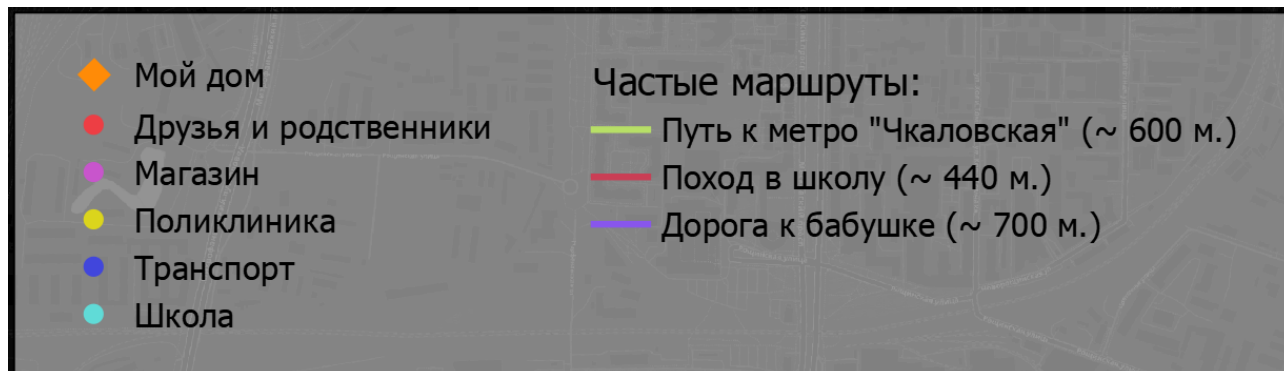 Мой дом
Друзья и родственники
Магазин
Поликлиника
Транспорт
Школа
Частые маршруты:
Путь к метро "Чкаловская" (~ 600 м.)
Поход в школу (~ 440 м.)
Дорога к бабушке (~ 700 м.)